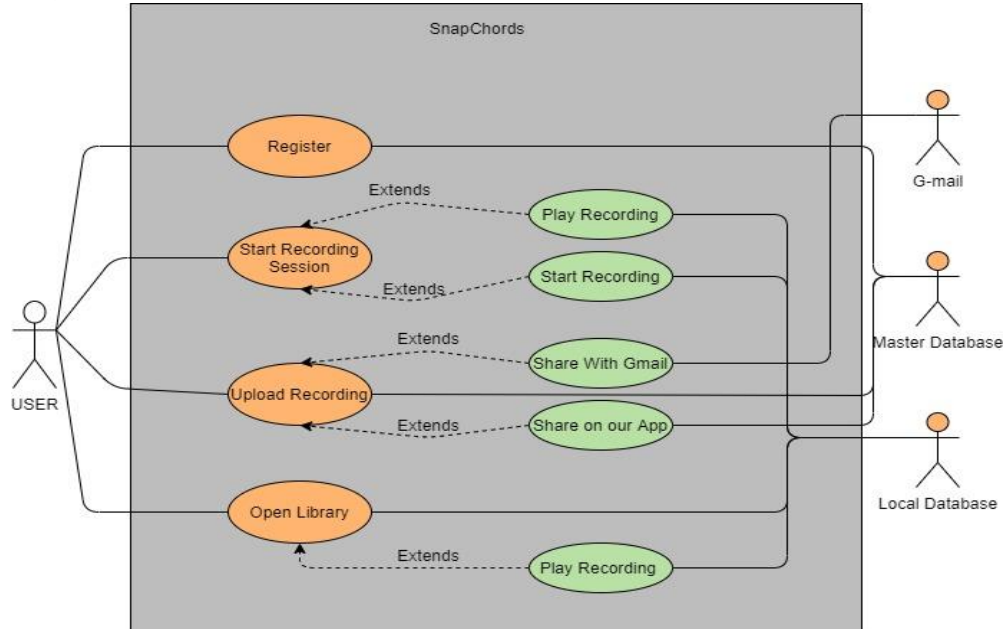 SnapChords
Register
G-mail
Extends
Play Recording
Start Recording
Session
Start Recording
Extends
Master Database
Extends
Share With Gmail
USER
Upload Recording
Extends
Share on our App
Open Library
Local Database
Extends
Play Recording